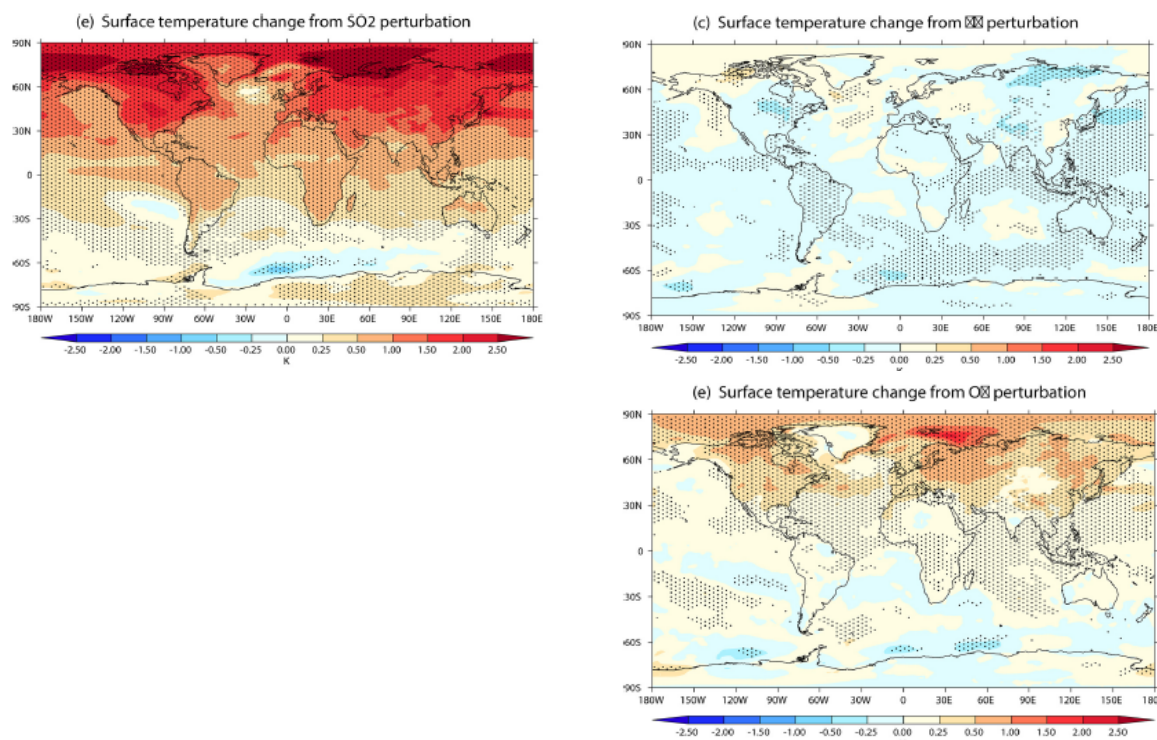 (e) Surface temperature change from SO2 perturbation
90N
60N
30N
0
30S
60S
90S
180W 150W 120W 90W 60W 30W 0 30E 60E 90E 120E 150E 180E
-2.50 -2.00 -1.50 -1.00 -0.50 -0.25 0.00 0.25 0.50 1.00 1.50 2.00 2.50
K
(c) Surface temperature change from perturbation
90N
60N
30N
0
30S
60S
90S
180W 150W 120W 90W 60W 30W 0 30E 60E 90E 120E 150E 180E
-2.50 -2.00 -1.50 -1.00 -0.50 -0.25 0.00 0.25 0.50 1.00 1.50 2.00 2.50
(e) Surface temperature change from perturbation
90N
60N
30N
0
30S
60S
90S
180W 150W 120W 90W 60W 30W 0 30E 60E 90E 120E 150E
-2.50 -2.00 -1.50 -1.00 -0.50 -0.25 0.00 0.25 0.50 1.00 1.50 2.00 2.50